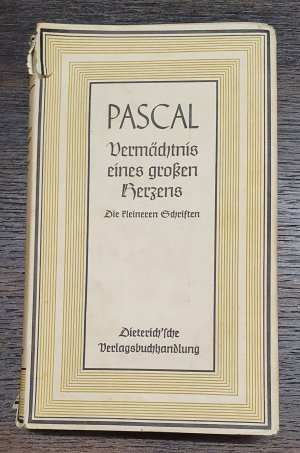 PASCAL
Vermächtnis
eines großen
Herzens
Die kleineren Schriften
Dieterich'sche
Verlagsbuchhandlung